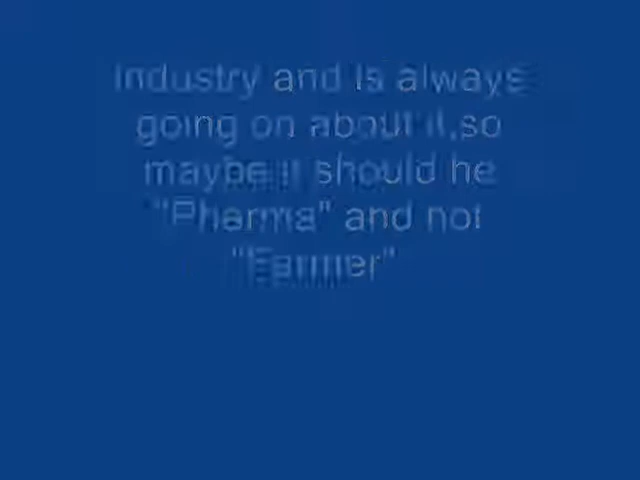 Industry and is always
going on about it,so
maybe it should be
"Pharma" and not
"Farmer"